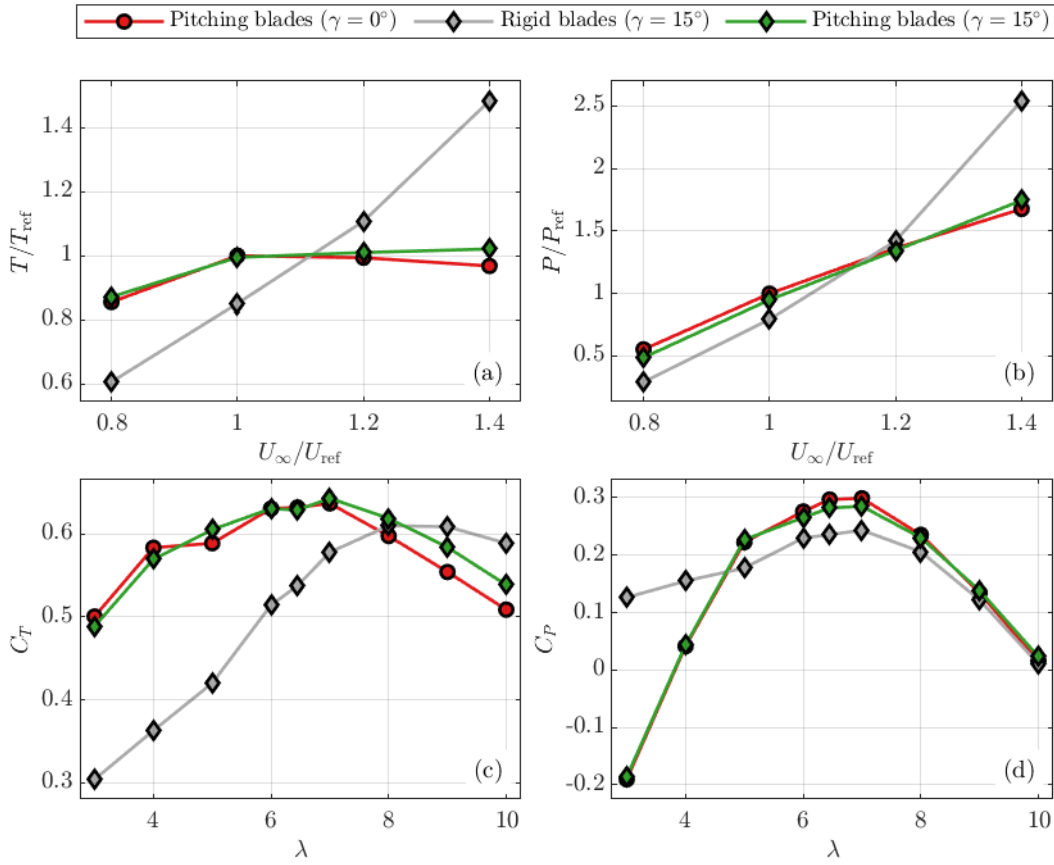 Pitching blades (γ = 0°) Rigid blades (γ = 15°) Pitching blades (γ = 15°)
1.4
1.2
1
0.8
0.6
T/T_ref
(a)
0.8 1 1.2 1.4
U_∞/U_ref
2.5
2
1.5
1
0.5
P/P_ref
(b)
0.8 1 1.2 1.4
U_∞/U_ref
0.6
0.5
0.4
0.3
C_T
(c)
4 6 8 10
λ
0.3
0.2
0.1
0
-0.1
-0.2
C_P
(d)
4 6 8 10
λ